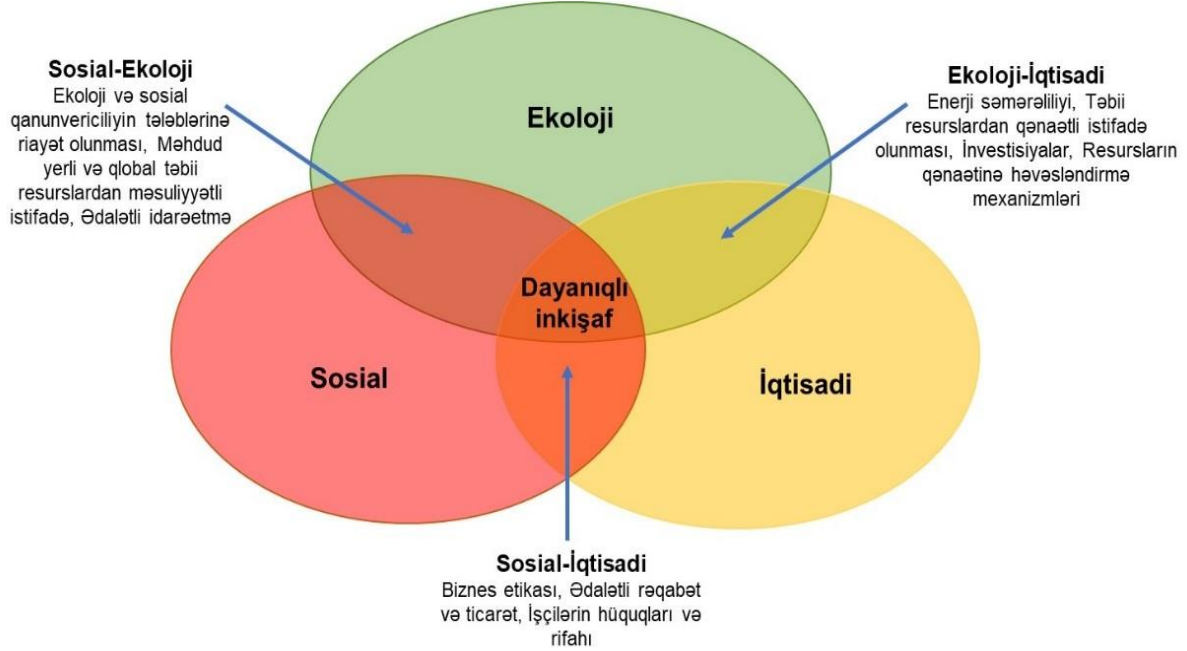 Sosial-Ekoloji
Ekoloji və sosial
qanunvericiliyin tələblərinə
riayət olunması, Məhdud
yerli və qlobal təbii
resurslardan məsuliyyətli
istifadə, Ədalətli idarəetmə
Ekoloji
Ekoloji-İqtisadi
Enerji səmərəliliyi, Təbii
resurslardan qənaətli istifadə
olunması, İnvestisiyalar, Resursların
qənaətinə həvəsləndirmə
mexanizmləri
Dayanıqlı
inkişaf
Sosial
İqtisadi
Sosial-İqtisadi
Biznes etikası, Ədalətli rəqabət
və ticarət, İşçilərin hüquqları və
rifahı